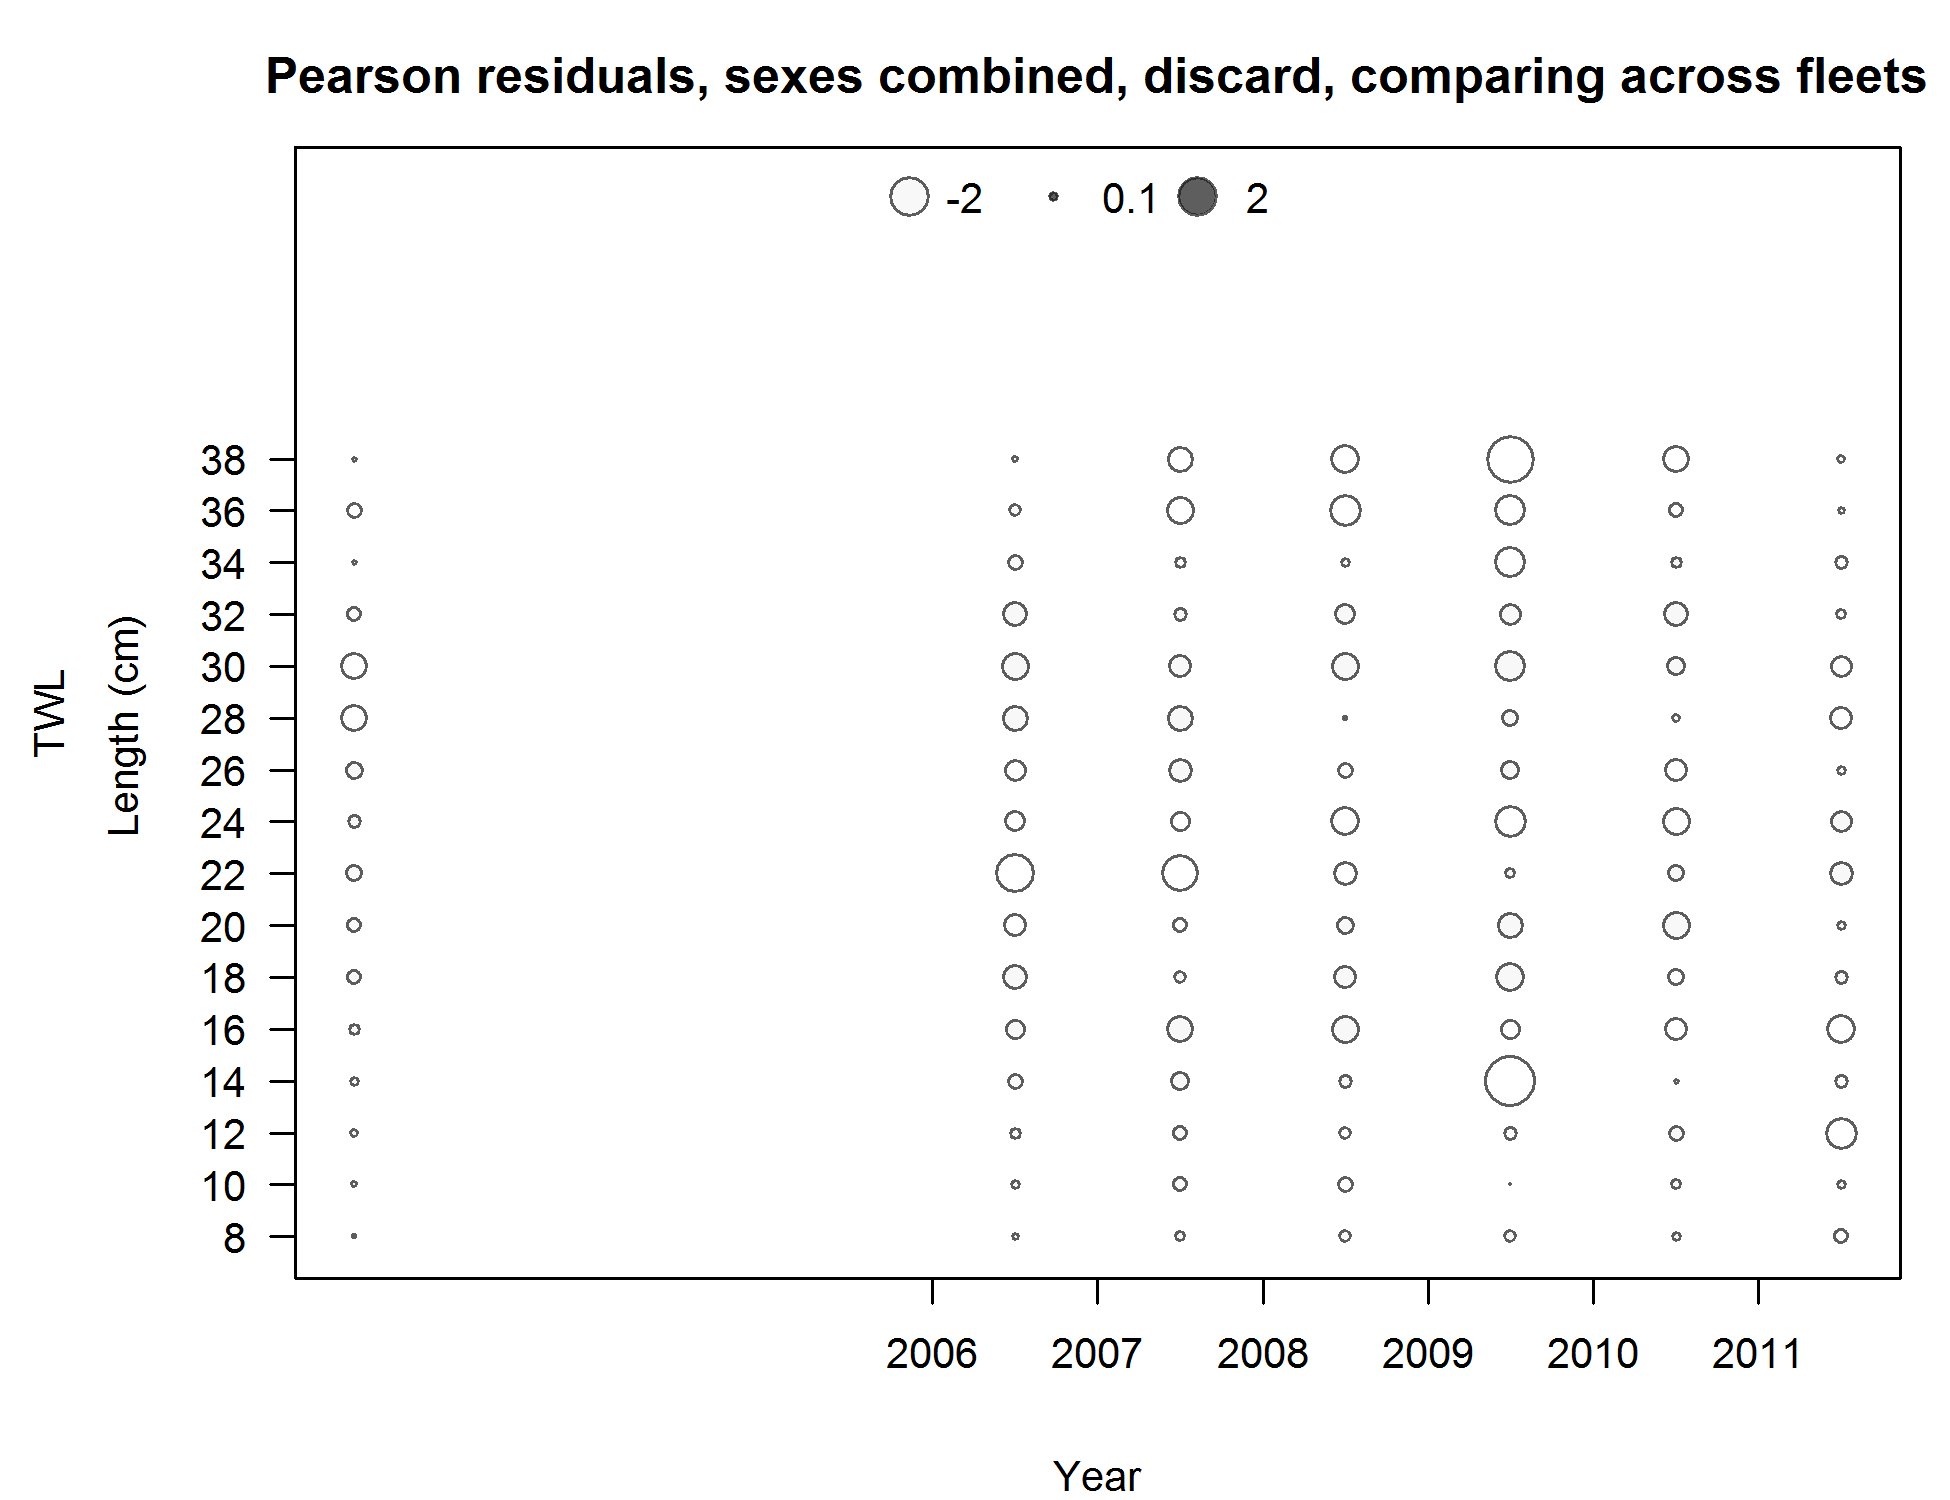 Pearson residuals, sexes combined, discard, comparing across fleets
-2 0.1 2
TWL
Length (cm)
38
36
34
32
30
28
26
24
22
20
18
16
14
12
10
8
2006 2007 2008 2009 2010 2011
Year